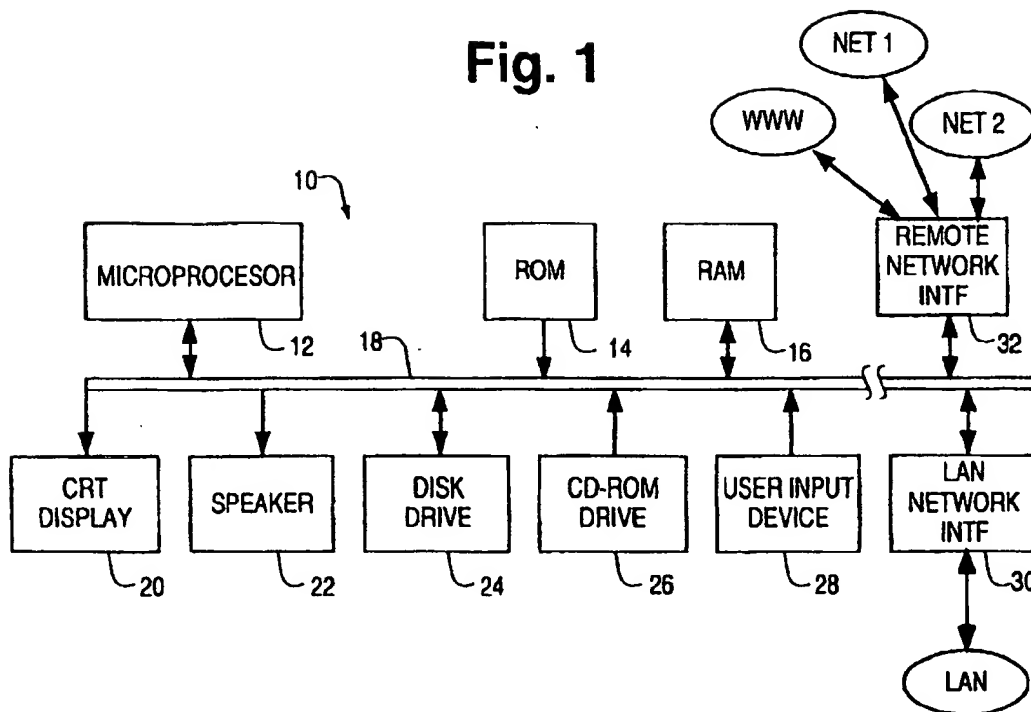 Fig. 1
NET 1
WWW
NET 2
10
MICROPROCESOR
ROM
RAM
REMOTE
NETWORK
INTF
12
18
14
16
32
CRT
DISPLAY
SPEAKER
DISK
DRIVE
CD-ROM
DRIVE
USER INPUT
DEVICE
LAN
NETWORK
INTF
20
22
24
26
28
30
LAN